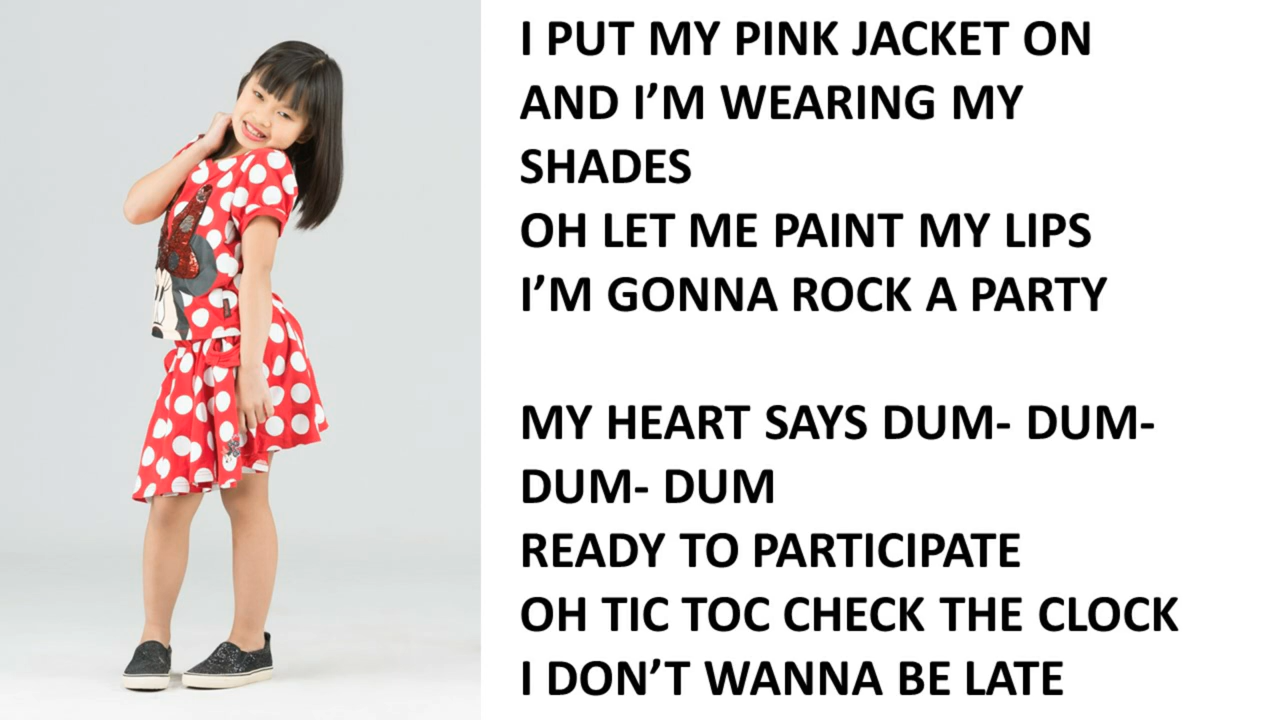 I PUT MY PINK JACKET ON
AND I’M WEARING MY
SHADES
OH LET ME PAINT MY LIPS
I’M GONNA ROCK A PARTY
MY HEART SAYS DUM- DUM-
DUM- DUM
READY TO PARTICIPATE
OH TIC TOC CHECK THE CLOCK
I DON’T WANNA BE LATE